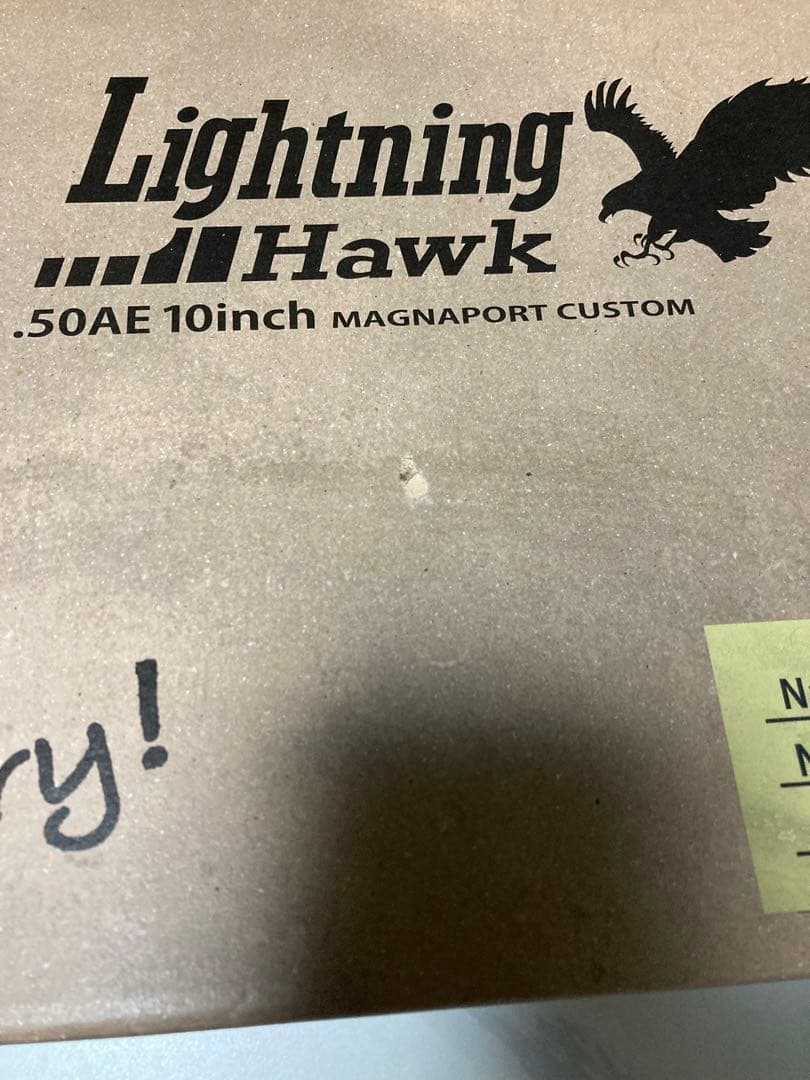 Lightning
Hawk
.50AE 10inch MAGNAPORT CUSTOM
ry!
N
N